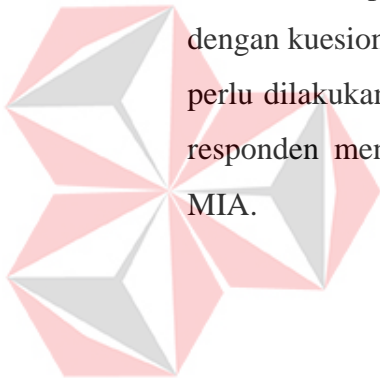 dengan kuesion
perlu dilakukan
responden mer
MIA.